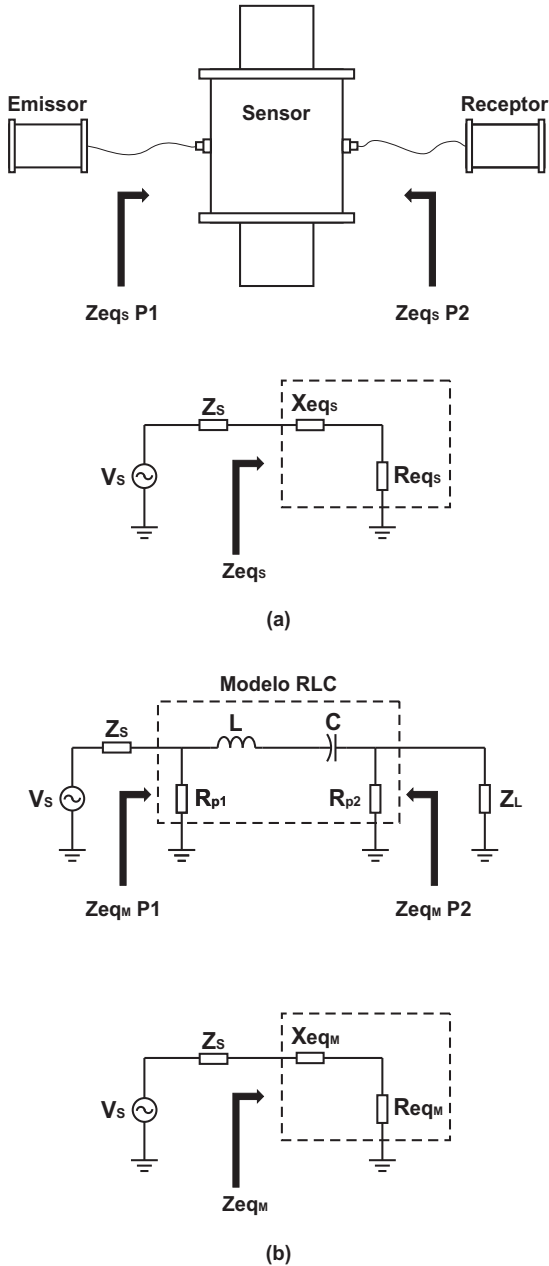 Emissor
Sensor
Receptor
Zeqs P1
Zeqs P2
Zs
Xeqs
Vs
Reqs
Zeqs
(a)
Modelo RLC
Zs
L
C
Vs
Rp1
Rp2
ZL
ZeqM P1
ZeqM P2
Zs
XeqM
Vs
ReqM
ZeqM
(b)